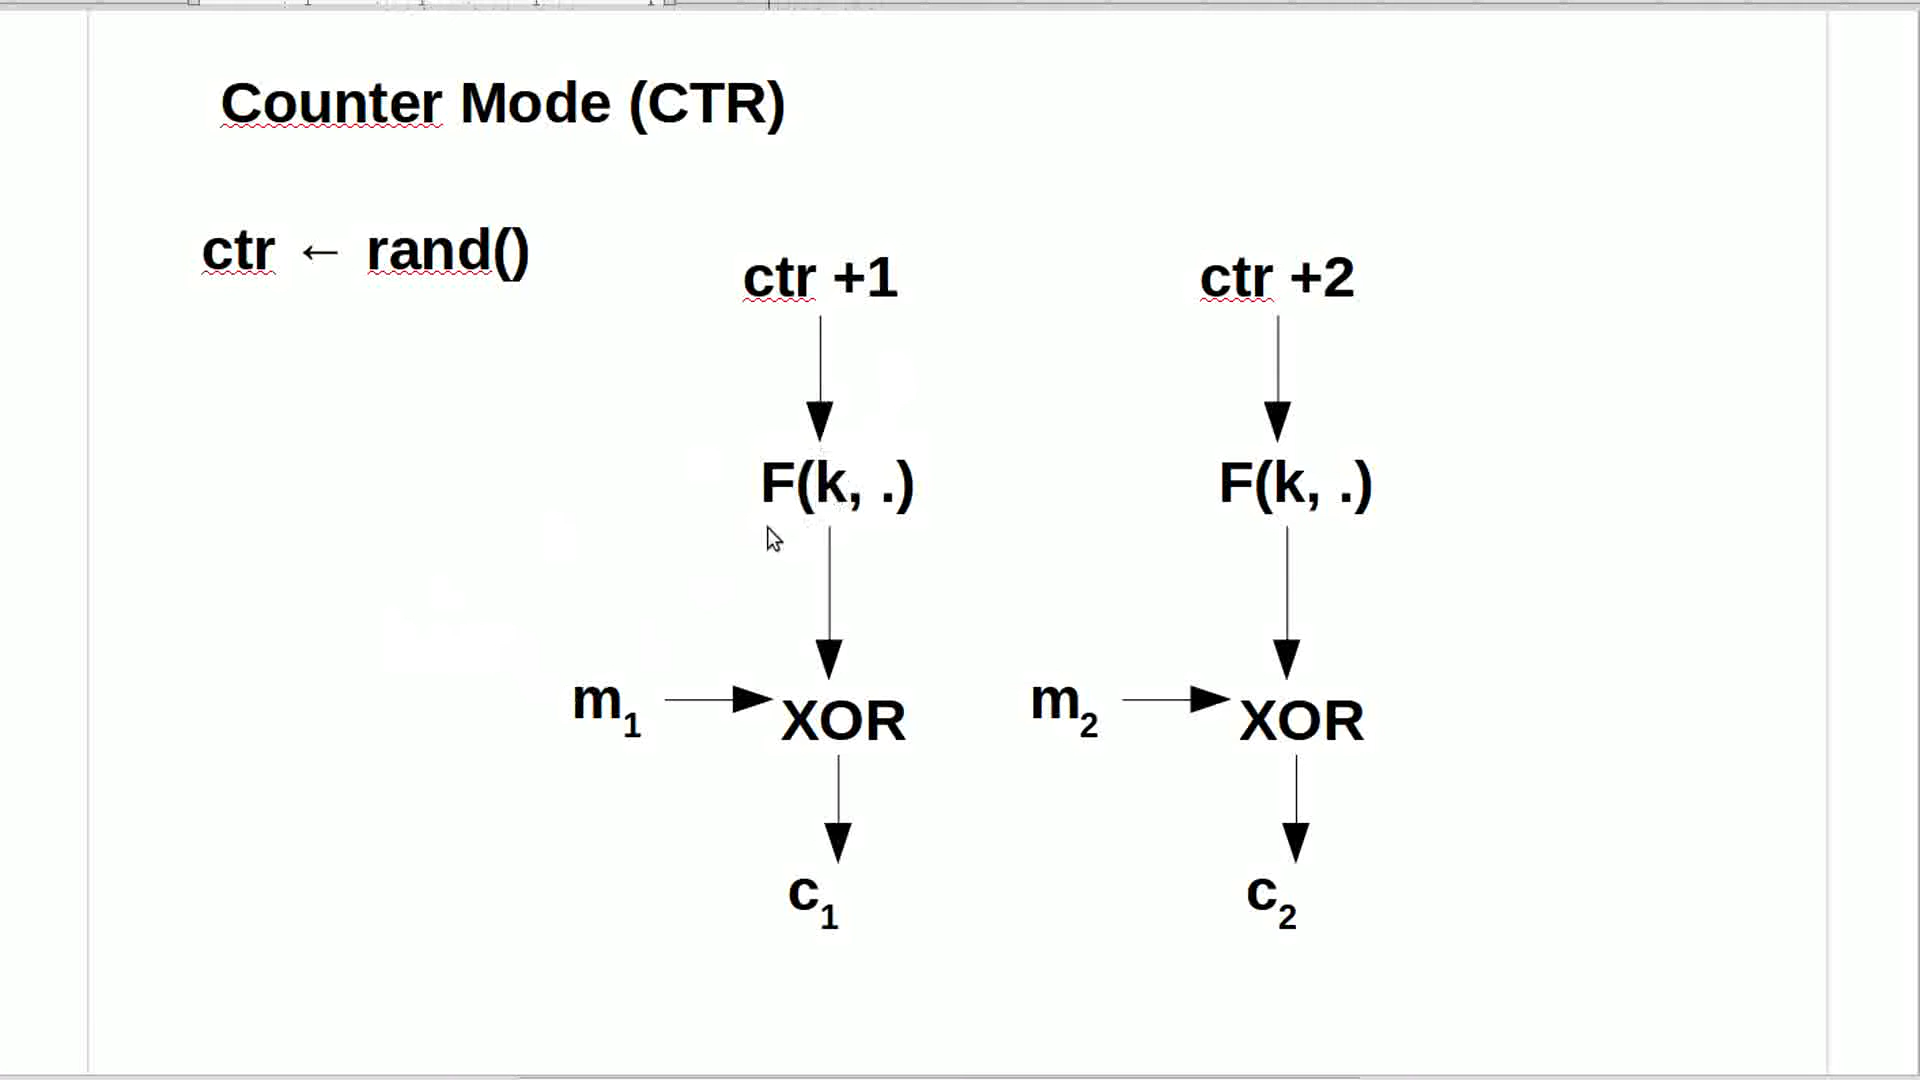 Counter Mode (CTR)
ctr ← rand()
ctr +1
ctr +2
F(k, .)
F(k, .)
m1
XOR
m2
XOR
c1
c2